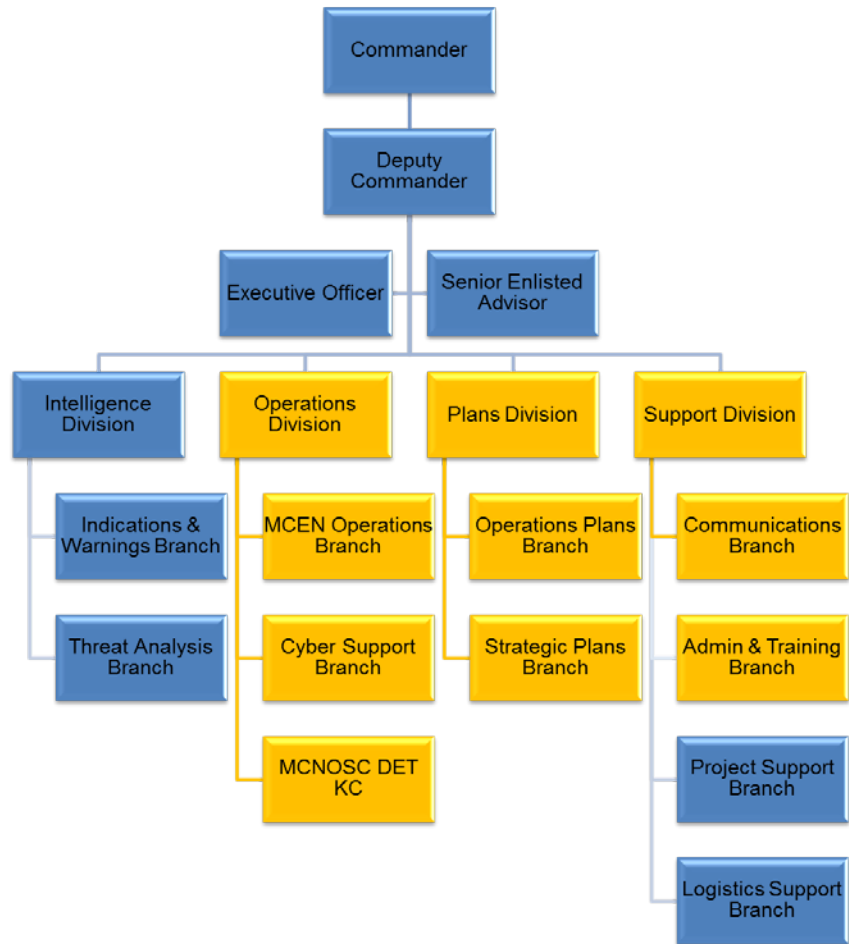 Commander
Deputy
Commander
Executive Officer
Senior Enlisted
Advisor
Intelligence
Division
Operations
Division
Plans Division
Support Division
Indications &
Warnings Branch
MCEN Operations
Branch
Operations Plans
Branch
Communications
Branch
Threat Analysis
Branch
Cyber Support
Branch
Strategic Plans
Branch
Admin & Training
Branch
MCNOSC DET
KC
Project Support
Branch
Logistics Support
Branch